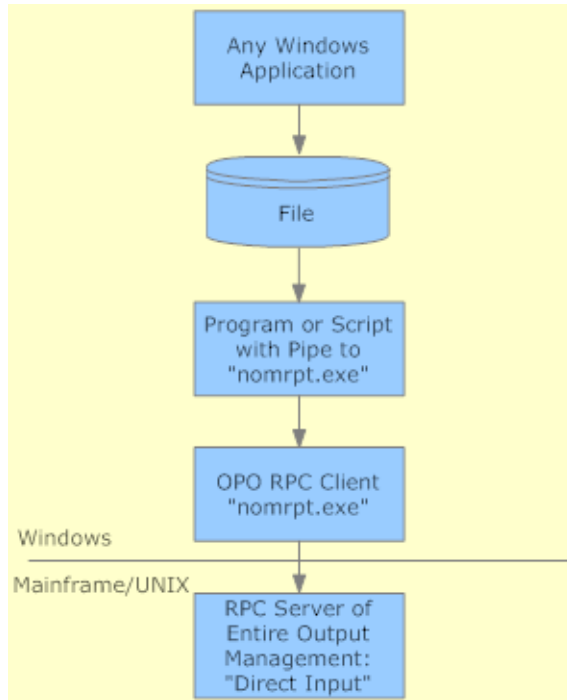 Any Windows
Application
File
Program or Script
with Pipe to
"nomrpt.exe"
OPO RPC Client
"nomrpt.exe"
Windows
Mainframe/UNIX
RPC Server of
Entire Output
Management:
"Direct Input"